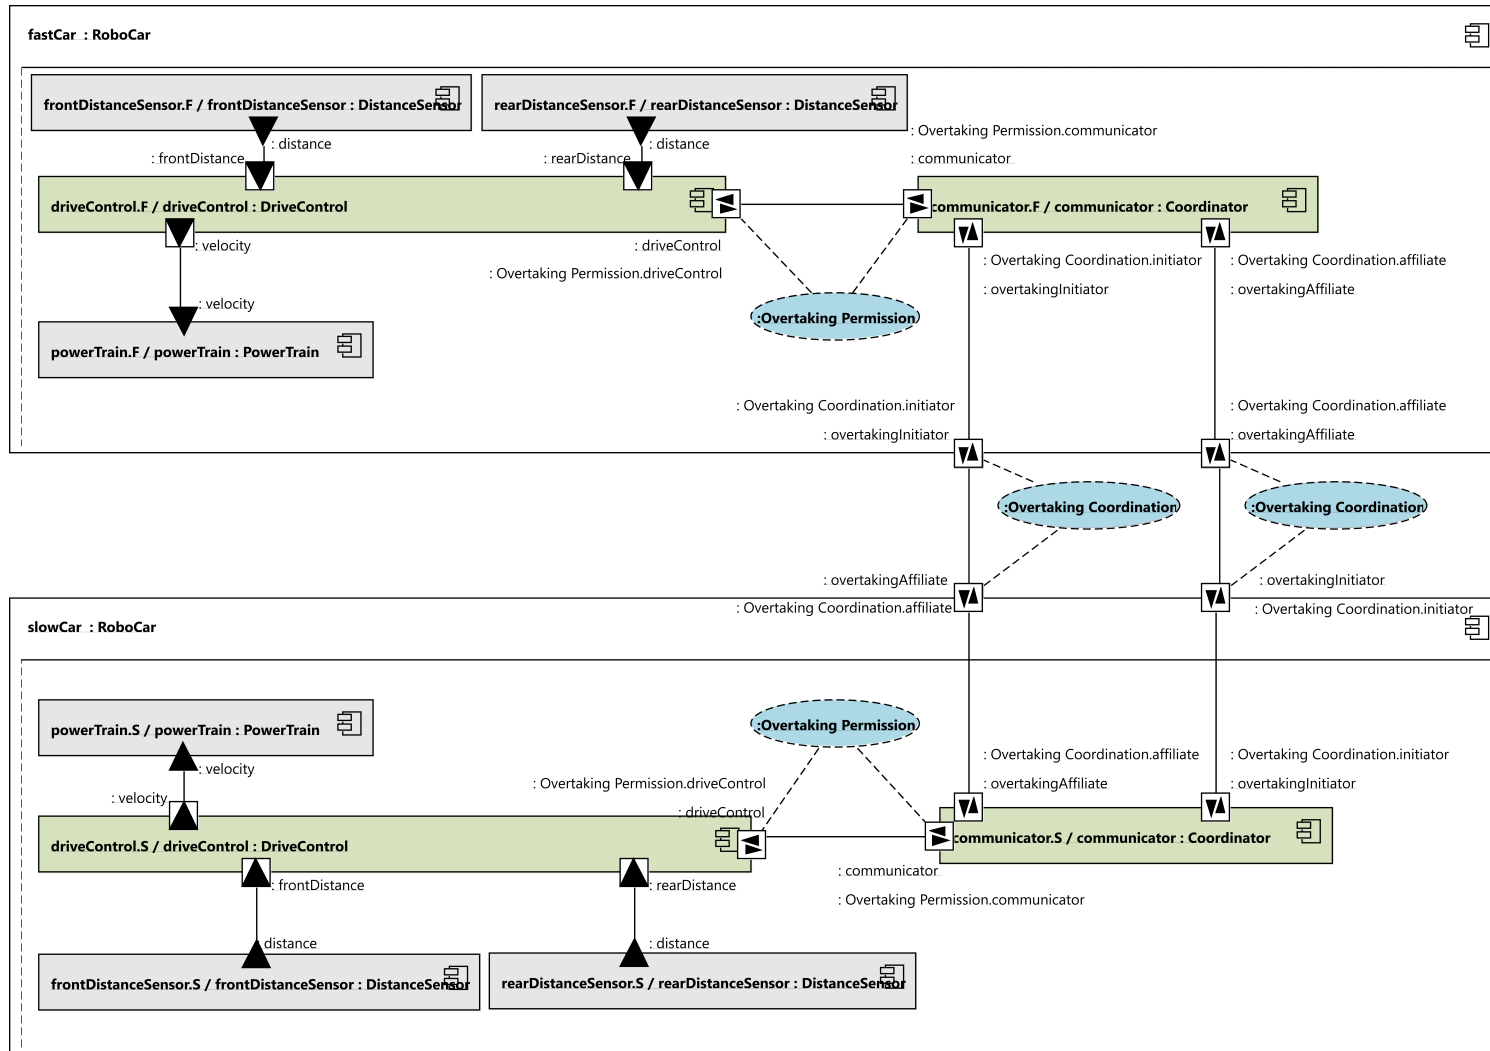 fastCar : RoboCar
frontDistanceSensor.F / frontDistanceSensor : DistanceSensor
rearDistanceSensor.F / rearDistanceSensor : DistanceSensor
: Overtaking Permission.communicator
: distance
: distance
: frontDistance
: rearDistance
: communicator
driveControl.F / driveControl : DriveControl
communicator.F / communicator : Coordinator
: velocity
: driveControl
: Overtaking Coordination.initiator
: Overtaking Coordination.affiliate
: Overtaking Permission.driveControl
: overtakingInitiator
: overtakingAffiliate
: velocity
:Overtaking Permission
powerTrain.F / powerTrain : PowerTrain
: Overtaking Coordination.initiator
: Overtaking Coordination.affiliate
: overtakingInitiator
: overtakingAffiliate
:Overtaking Coordination
:Overtaking Coordination
: overtakingAffiliate
: overtakingInitiator
: Overtaking Coordination.affiliate
: Overtaking Coordination.initiator
slowCar : RoboCar
powerTrain.S / powerTrain : PowerTrain
:Overtaking Permission
: velocity
: Overtaking Coordination.affiliate
: Overtaking Coordination.initiator
: Overtaking Permission.driveControl
: overtakingAffiliate
: overtakingInitiator
: velocity
: driveControl
driveControl.S / driveControl : DriveControl
communicator.S / communicator : Coordinator
: frontDistance
: rearDistance
: communicator
: Overtaking Permission.communicator
distance
: distance
frontDistanceSensor.S / frontDistanceSensor : DistanceSensor
rearDistanceSensor.S / rearDistanceSensor : DistanceSensor